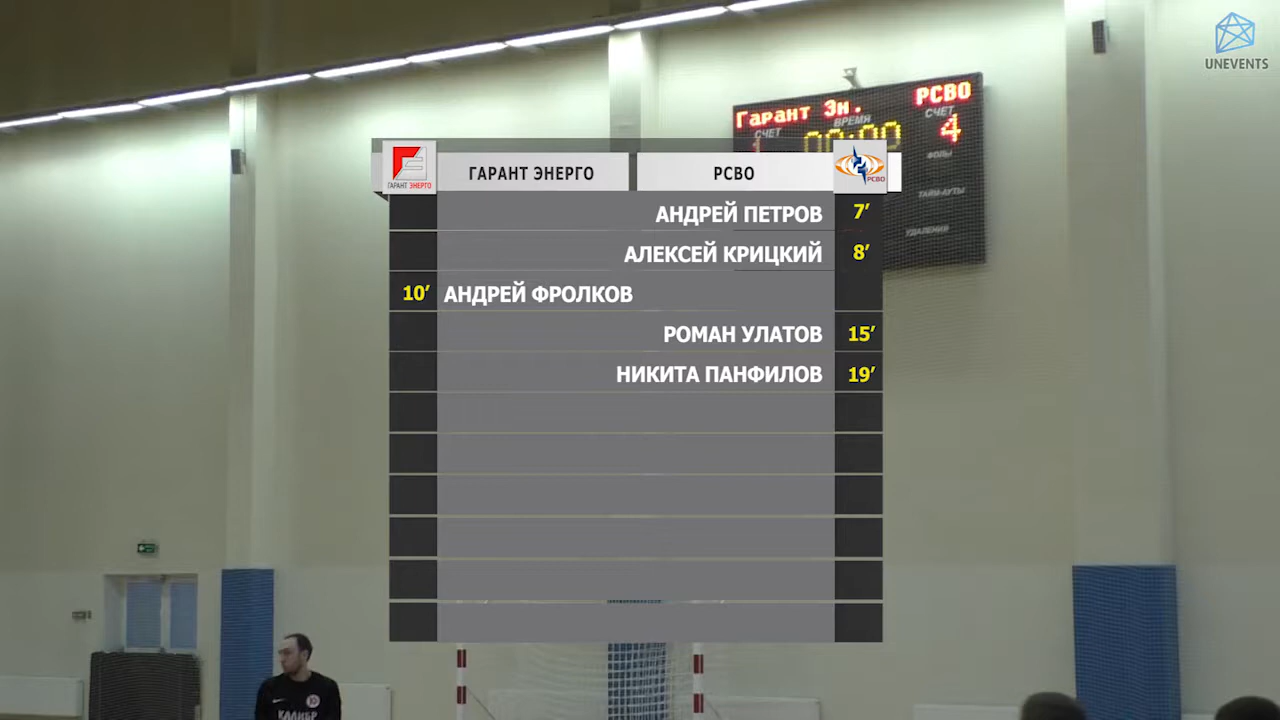 UNEVENTS
Гарант Эн.
РСВО
СЧЕТ
ВРЕМЯ
СЧЕТ
1
00:00
4
ФОЛЫ
ТАЙМ-АУТЫ
УДАЛЕНИЯ
ГАРАНТ ЭНЕРГО
ГАРАНТ ЭНЕРГО
РСВО
РСВО
АНДРЕЙ ПЕТРОВ 7′
АЛЕКСЕЙ КРИЦКИЙ 8′
10′ АНДРЕЙ ФРОЛКОВ
РОМАН УЛАТОВ 15′
НИКИТА ПАНФИЛОВ 19′
КАЛИБР